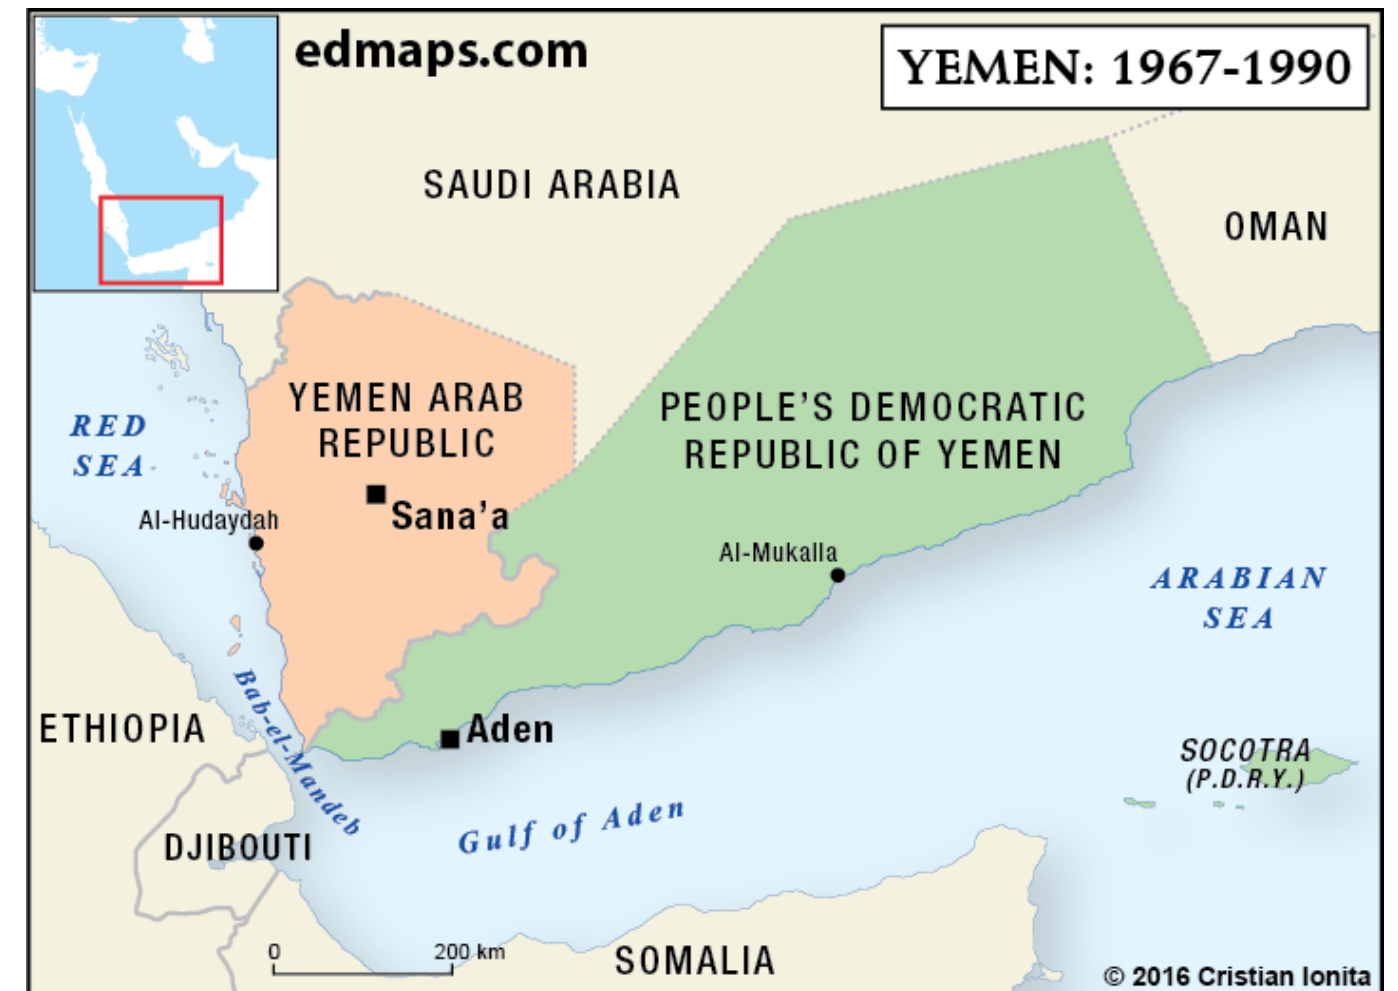 edmaps.com
YEMEN: 1967-1990
SAUDI ARABIA
OMAN
YEMEN ARAB
REPUBLIC
PEOPLE'S DEMOCRATIC
REPUBLIC OF YEMEN
RED
SEA
Sana'a
Al-Hudaydah
Al-Mukalla
ARABIAN
SEA
Bab-el-Mandeb
ETHIOPIA
Aden
SOCOTRA
(P.D.R.Y.)
Gulf of Aden
DJIBOUTI
0 200 km
SOMALIA
© 2016 Cristian Ionita